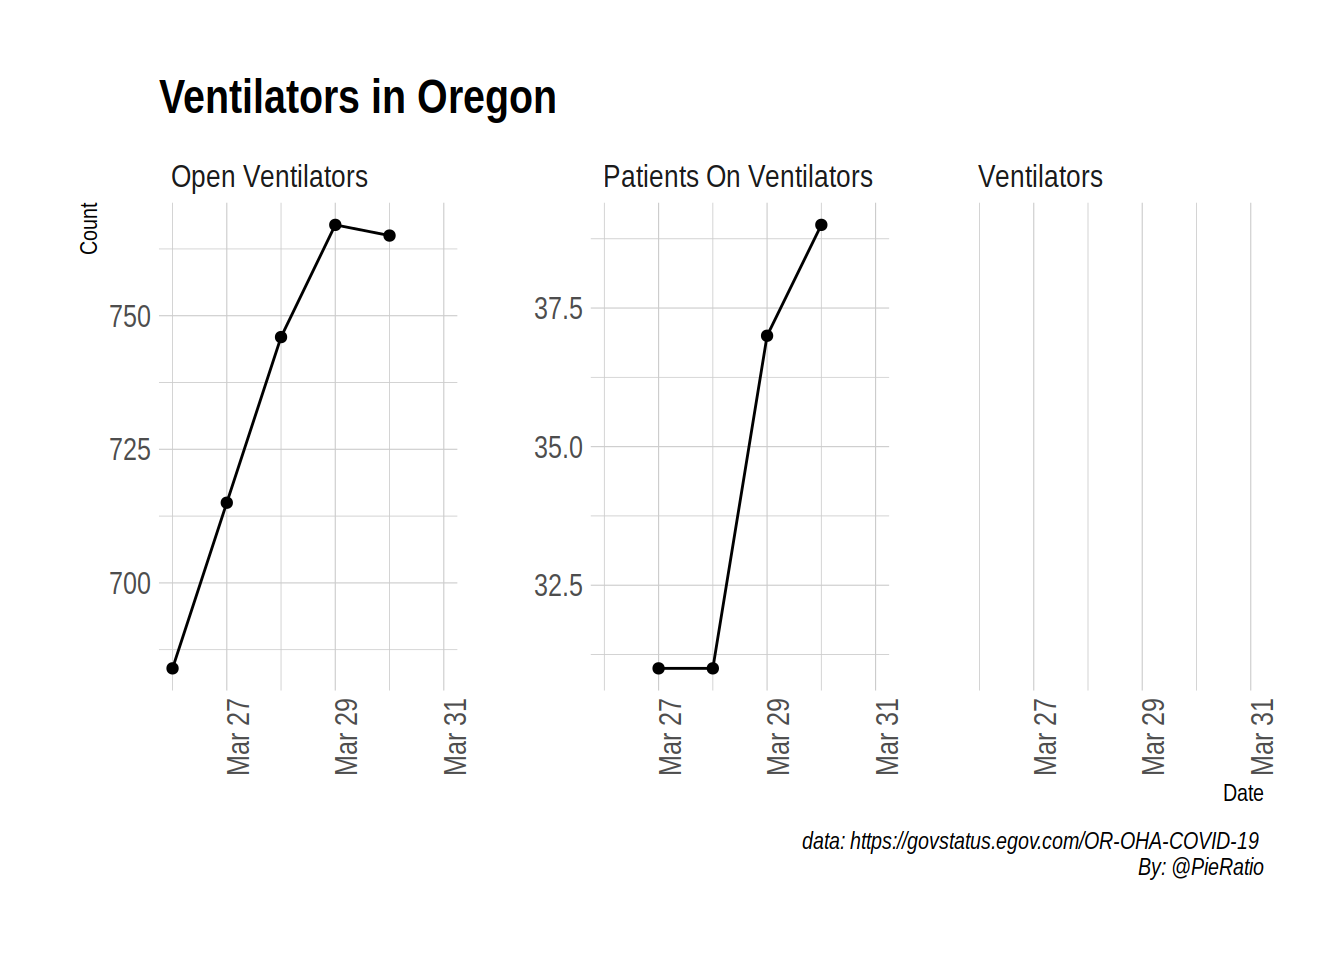 Ventilators in Oregon
Open Ventilators
Patients On Ventilators
Ventilators
Count
750
725
700
37.5
35.0
32.5
Mar 27
Mar 29
Mar 31
Mar 27
Mar 29
Mar 31
Mar 27
Mar 29
Mar 31
Date
data: https://govstatus.egov.com/OR-OHA-COVID-19
By: @PieRatio